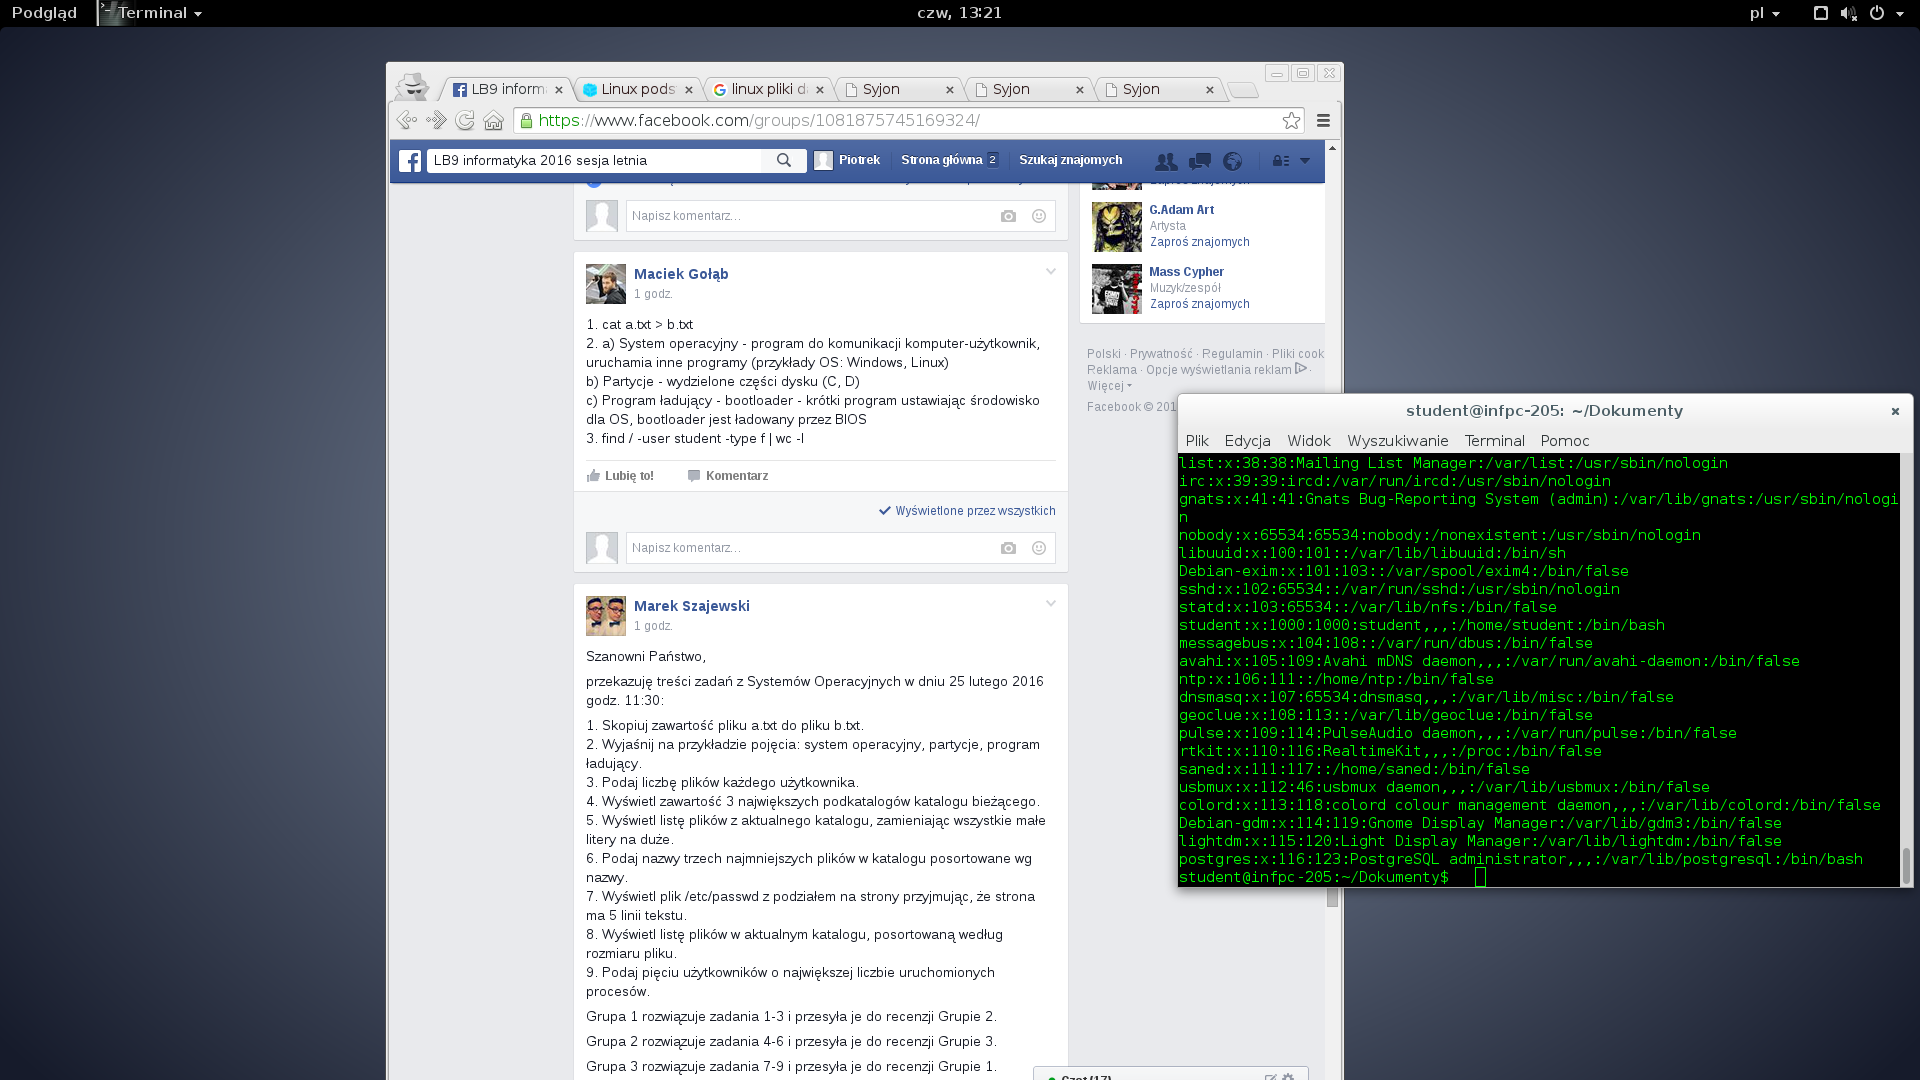 Podgląd
Terminal
czw, 13:21
pl
LB9 inform
Linux pods
linux pliki d
Syjon
Syjon
Syjon
https://www.facebook.com/groups/1081875745169324/
LB9 informatyka 2016 sesja letnia
Piotrek
Strona główna 2
Szukaj znajomych
Zaproś znajomych
G.Adam Art
Artysta
Zaproś znajomych
Mass Cypher
Muzyk/zespół
Zaproś znajomych
Polski · Prywatność · Regulamin · Pliki cook
Reklama · Opcje wyświetlania reklam ·
Więcej
Facebook © 201
Napisz komentarz...
Maciek Gołąb
1 godz.
1. cat a.txt > b.txt
2. a) System operacyjny - program do komunikacji komputer-użytkownik,
uruchamia inne programy (przykłady OS: Windows, Linux)
b) Partycje - wydzielone części dysku (C, D)
c) Program ładujący - bootloader - krótki program ustawiając środowisko
dla OS, bootloader jest ładowany przez BIOS
3. find / -user student -type f | wc -l
Lubię to!
Komentarz
Wyświetlone przez wszystkich
Napisz komentarz...
Marek Szajewski
1 godz.
Szanowni Państwo,
przekazuję treści zadań z Systemów Operacyjnych w dniu 25 lutego 2016
godz. 11:30:
1. Skopiuj zawartość pliku a.txt do pliku b.txt.
2. Wyjaśnij na przykładzie pojęcia: system operacyjny, partycje, program
ładujący.
3. Podaj liczbę plików każdego użytkownika.
4. Wyświetl zawartość 3 największych podkatalogów katalogu bieżącego.
5. Wyświetl listę plików z aktualnego katalogu, zamieniając wszystkie małe
litery na duże.
6. Podaj nazwy trzech najmniejszych plików w katalogu posortowane wg
nazwy.
7. Wyświetl plik /etc/passwd z podziałem na strony przyjmując, że strona
ma 5 linii tekstu.
8. Wyświetl listę plików w aktualnym katalogu, posortowaną według
rozmiaru pliku.
9. Podaj pięciu użytkowników o największej liczbie uruchomionych
procesów.
Grupa 1 rozwiązuje zadania 1-3 i przesyła je do recenzji Grupie 2.
Grupa 2 rozwiązuje zadania 4-6 i przesyła je do recenzji Grupie 3.
Grupa 3 rozwiązuje zadania 7-9 i przesyła je do recenzji Grupie 1.
Czat (17)
student@infpc-205: ~/Dokumenty
Plik Edycja Widok Wyszukiwanie Terminal Pomoc
list:x:38:38:Mailing List Manager:/var/list:/usr/sbin/nologin
irc:x:39:39:ircd:/var/run/ircd:/usr/sbin/nologin
gnats:x:41:41:Gnats Bug-Reporting System (admin):/var/lib/gnats:/usr/sbin/nologi
n
nobody:x:65534:65534:nobody:/nonexistent:/usr/sbin/nologin
libuuid:x:100:101::/var/lib/libuuid:/bin/sh
Debian-exim:x:101:103::/var/spool/exim4:/bin/false
sshd:x:102:65534::/var/run/sshd:/usr/sbin/nologin
statd:x:103:65534::/var/lib/nfs:/bin/false
student:x:1000:1000:student,,,:/home/student:/bin/bash
messagebus:x:104:108::/var/run/dbus:/bin/false
avahi:x:105:109:Avahi mDNS daemon,,,:/var/run/avahi-daemon:/bin/false
ntp:x:106:111::/home/ntp:/bin/false
dnsmasq:x:107:65534:dnsmasq,,,:/var/lib/misc:/bin/false
geoclue:x:108:113::/var/lib/geoclue:/bin/false
pulse:x:109:114:PulseAudio daemon,,,:/var/run/pulse:/bin/false
rtkit:x:110:116:RealtimeKit,,,:/proc:/bin/false
saned:x:111:117::/home/saned:/bin/false
usbmux:x:112:46:usbmux daemon,,,:/var/lib/usbmux:/bin/false
colord:x:113:118:colord colour management daemon,,,:/var/lib/colord:/bin/false
Debian-gdm:x:114:119:Gnome Display Manager:/var/lib/gdm3:/bin/false
lightdm:x:115:120:Light Display Manager:/var/lib/lightdm:/bin/false
postgres:x:116:123:PostgreSQL administrator,,,:/var/lib/postgresql:/bin/bash
student@infpc-205:~/Dokumenty$